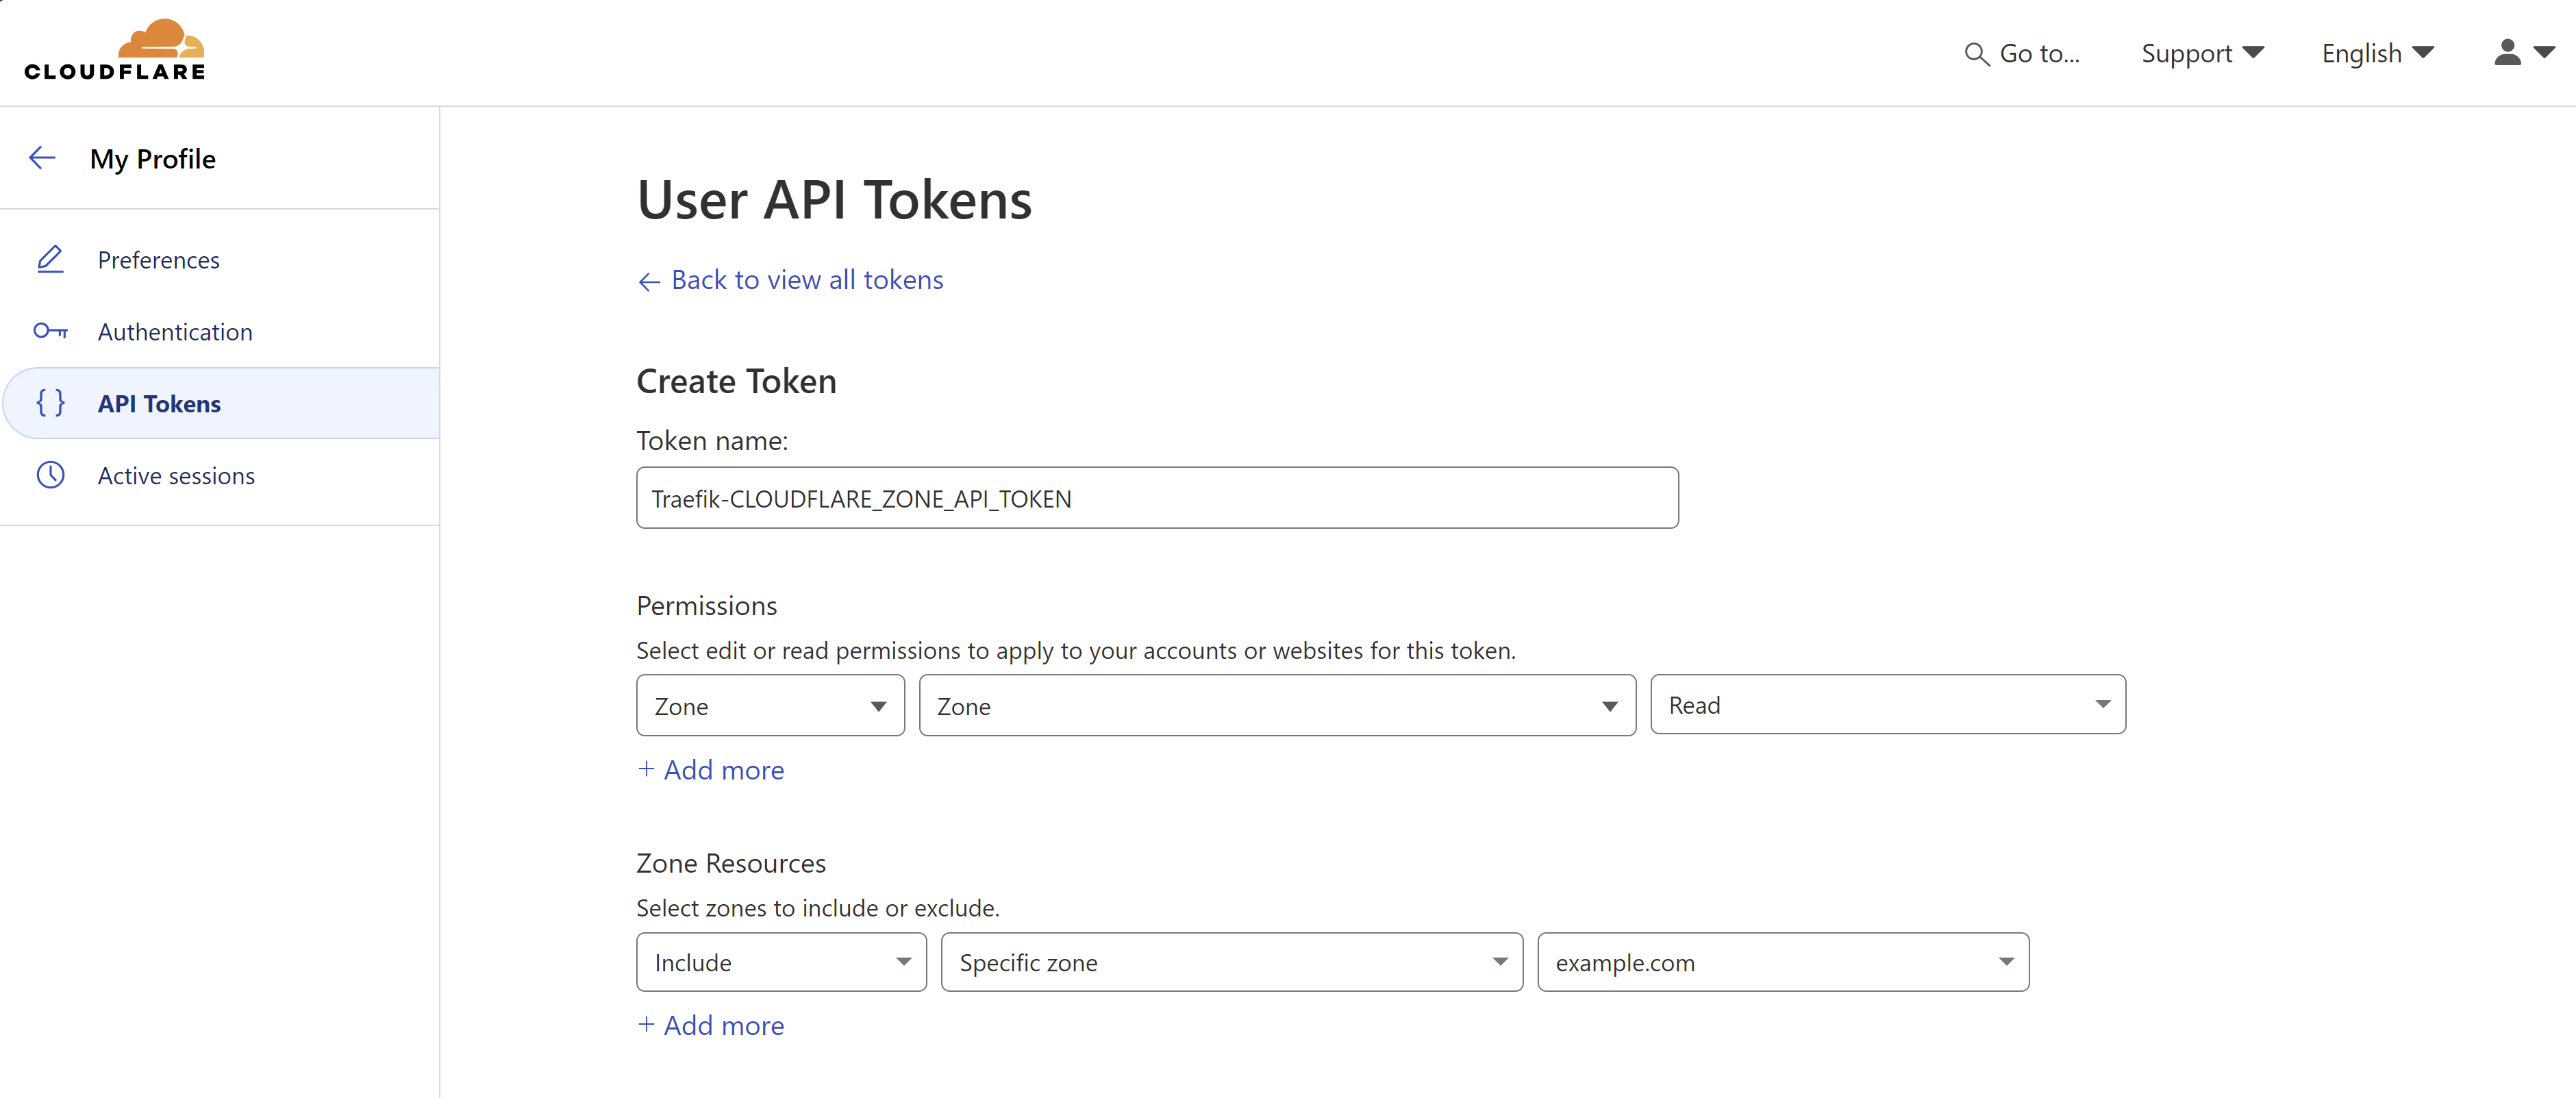 CLOUDFLARE
Go to...
Support
English
My Profile
Preferences
Authentication
API Tokens
Active sessions
User API Tokens
Back to view all tokens
Create Token
Token name:
Traefik-CLOUDFLARE_ZONE_API_TOKEN
Permissions
Select edit or read permissions to apply to your accounts or websites for this token.
Zone Zone Read
+ Add more
Zone Resources
Select zones to include or exclude.
Include Specific zone example.com
+ Add more